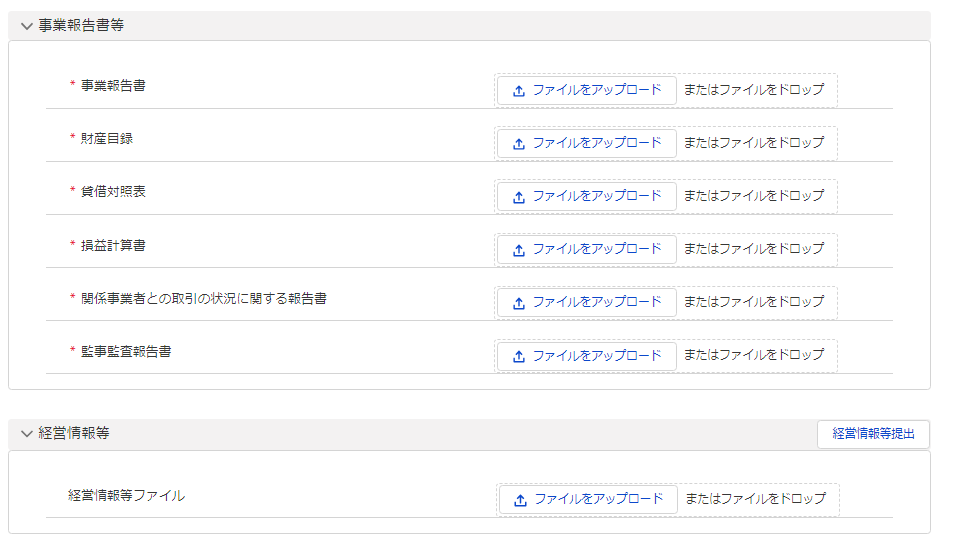 事業報告書等
* 事業報告書 ファイルをアップロード またはファイルをドロップ
* 財産目録 ファイルをアップロード またはファイルをドロップ
* 貸借対照表 ファイルをアップロード またはファイルをドロップ
* 損益計算書 ファイルをアップロード またはファイルをドロップ
* 関係事業者との取引の状況に関する報告書 ファイルをアップロード またはファイルをドロップ
* 監事監査報告書 ファイルをアップロード またはファイルをドロップ
経営情報等 経営情報等提出
経営情報等ファイル ファイルをアップロード またはファイルをドロップ